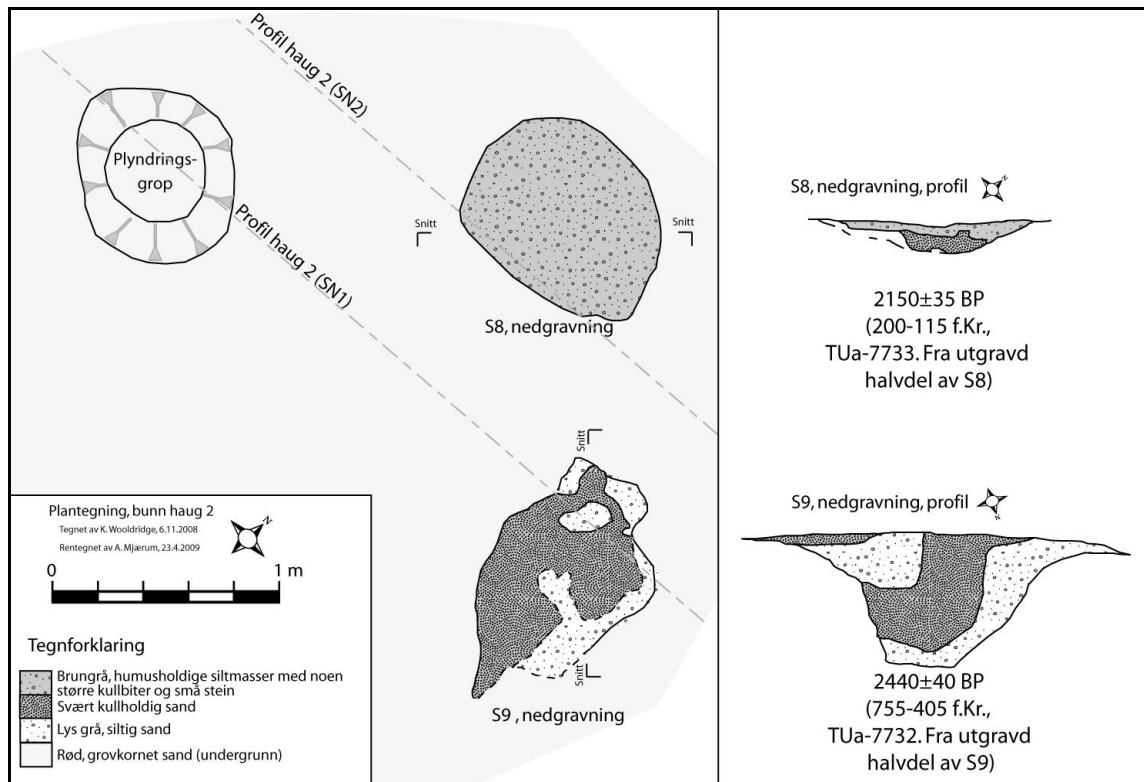 Profil haug 2 (SN2)
Plyndrings-
grop
Profil haug 2 (SN1)
Snitt
Snitt
S8, nedgravning
Snitt
Snitt
S9 , nedgravning
Plantegning, bunn haug 2
Tegnet av K. Wooldridge, 6.11.2008
Rentegnet av A. Mjærum, 23.4.2009
N
0
1 m
Tegnforklaring
Brungrå, humusholdige siltmasser med noen
større kullbiter og små stein
Svært kullholdig sand
Lys grå, siltig sand
Rød, grovkornet sand (undergrunn)
S8, nedgravning, profil
N
2150±35 BP
(200-115 f.Kr.,
TUa-7733. Fra utgravd
halvdel av S8)
S9, nedgravning, profil
N
2440±40 BP
(755-405 f.Kr.,
TUa-7732. Fra utgravd
halvdel av S9)